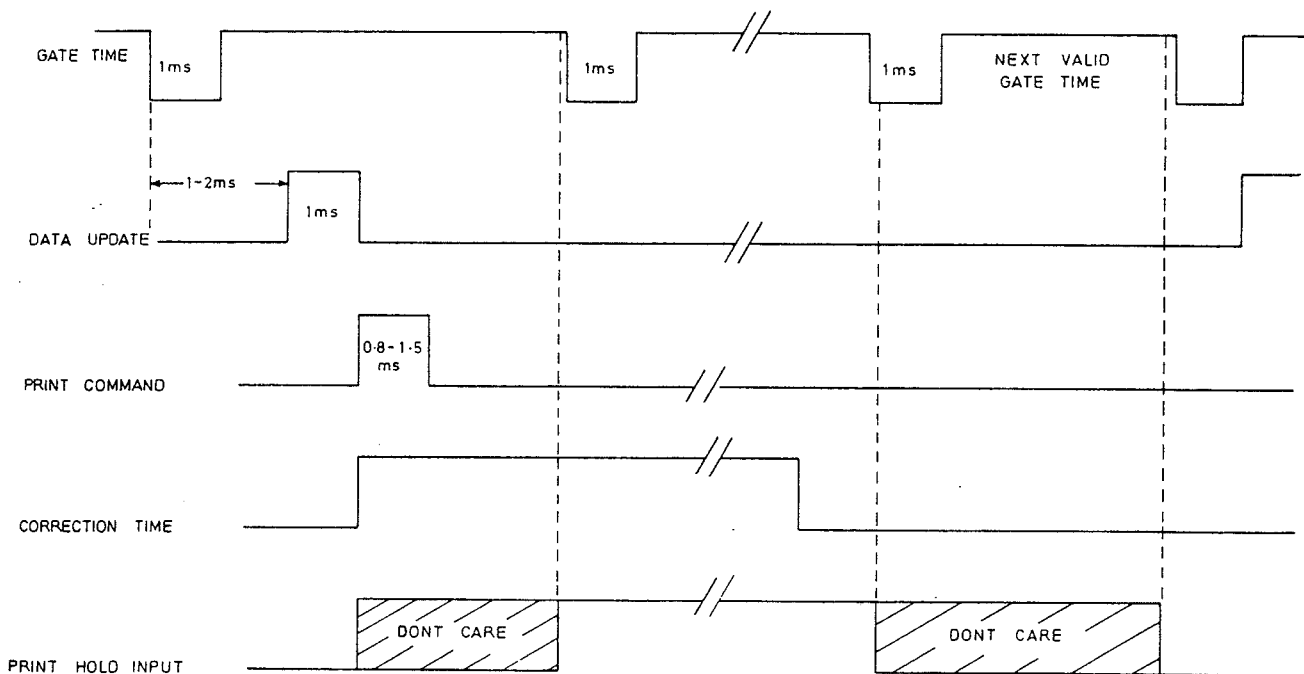 GATE TIME
1ms
1ms
1ms
NEXT VALID
GATE TIME
1-2ms
1ms
DATA UPDATE
0·8-1·5
ms
PRINT COMMAND
CORRECTION TIME
DONT CARE
DONT CARE
PRINT HOLD INPUT